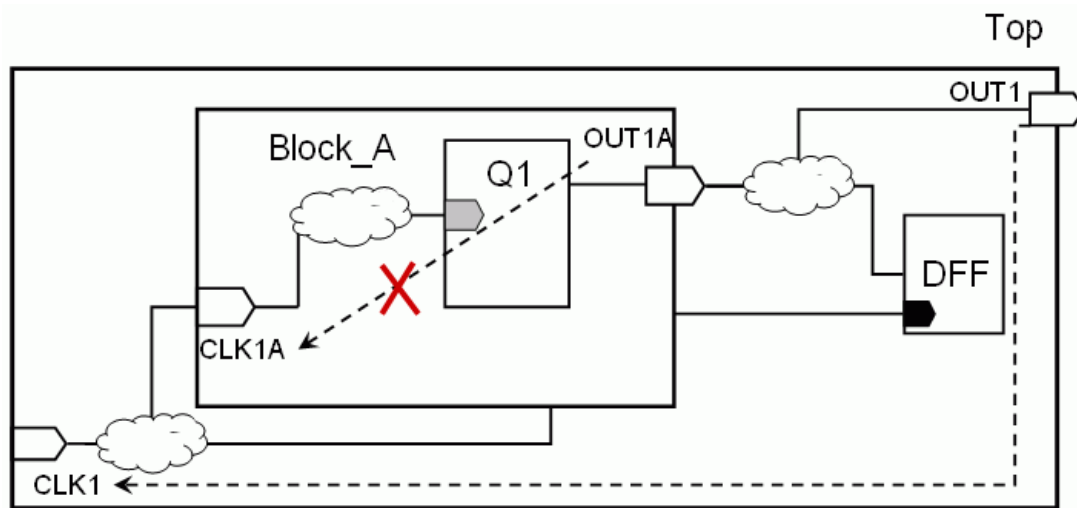 Top
OUT1
Block_A
OUT1A
Q1
DFF
CLK1A
CLK1